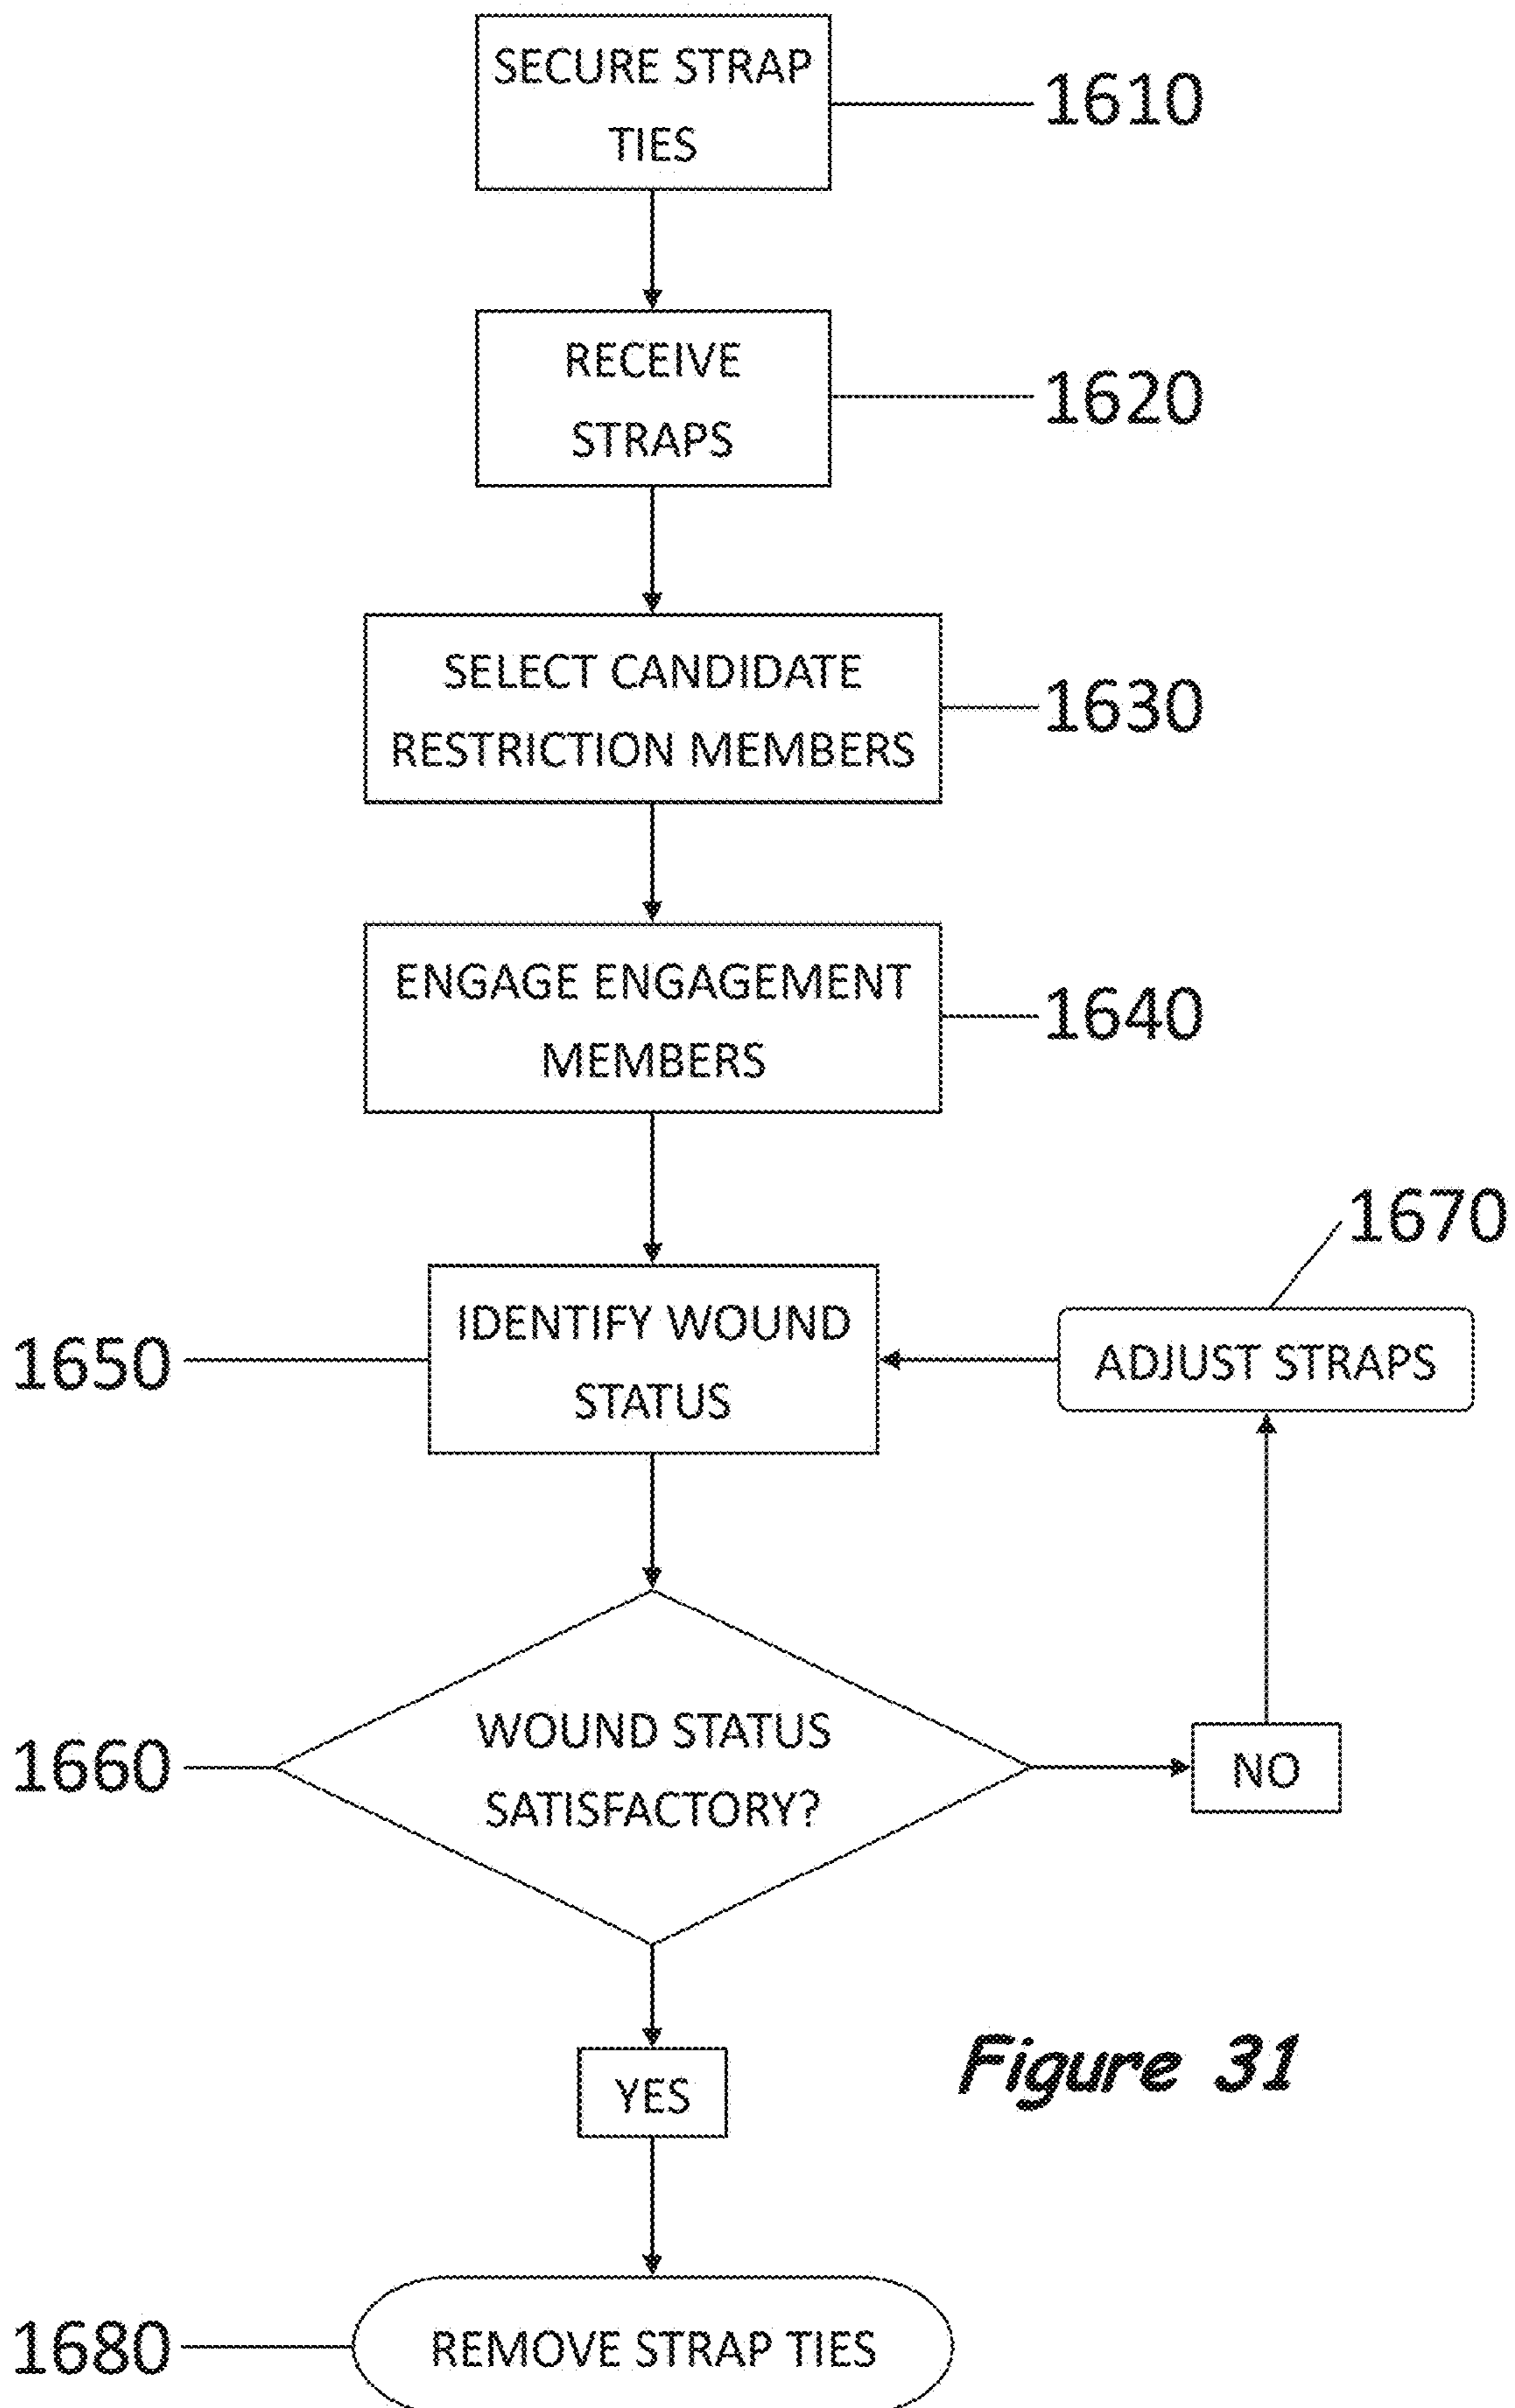 SECURE STRAP
TIES
1610
RECEIVE
STRAPS
1620
SELECT CANDIDATE
RESTRICTION MEMBERS
1630
ENGAGE ENGAGEMENT
MEMBERS
1640
1670
IDENTIFY WOUND
STATUS
1650
ADJUST STRAPS
WOUND STATUS
SATISFACTORY?
1660
NO
YES
Figure 31
REMOVE STRAP TIES
1680